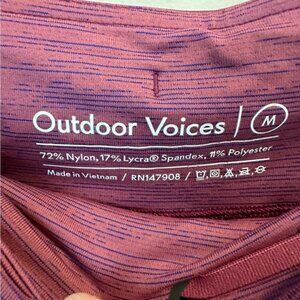 Outdoor Voices / M
72% Nylon, 17% Lycra® Spandex, 11% Polyester
Made in Vietnam / RN147908 /